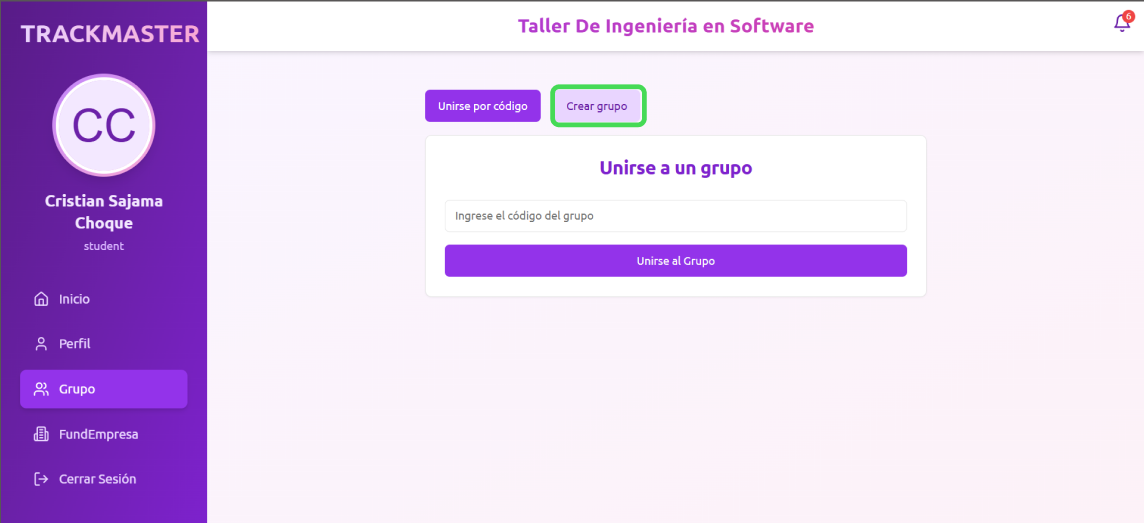 TRACKMASTER
CC
Cristian Sajama
Choque
student
Inicio
Perfil
Grupo
FundEmpresa
Cerrar Sesión
Taller De Ingeniería en Software
6
Unirse por código
Crear grupo
Unirse a un grupo
Ingrese el código del grupo
Unirse al Grupo